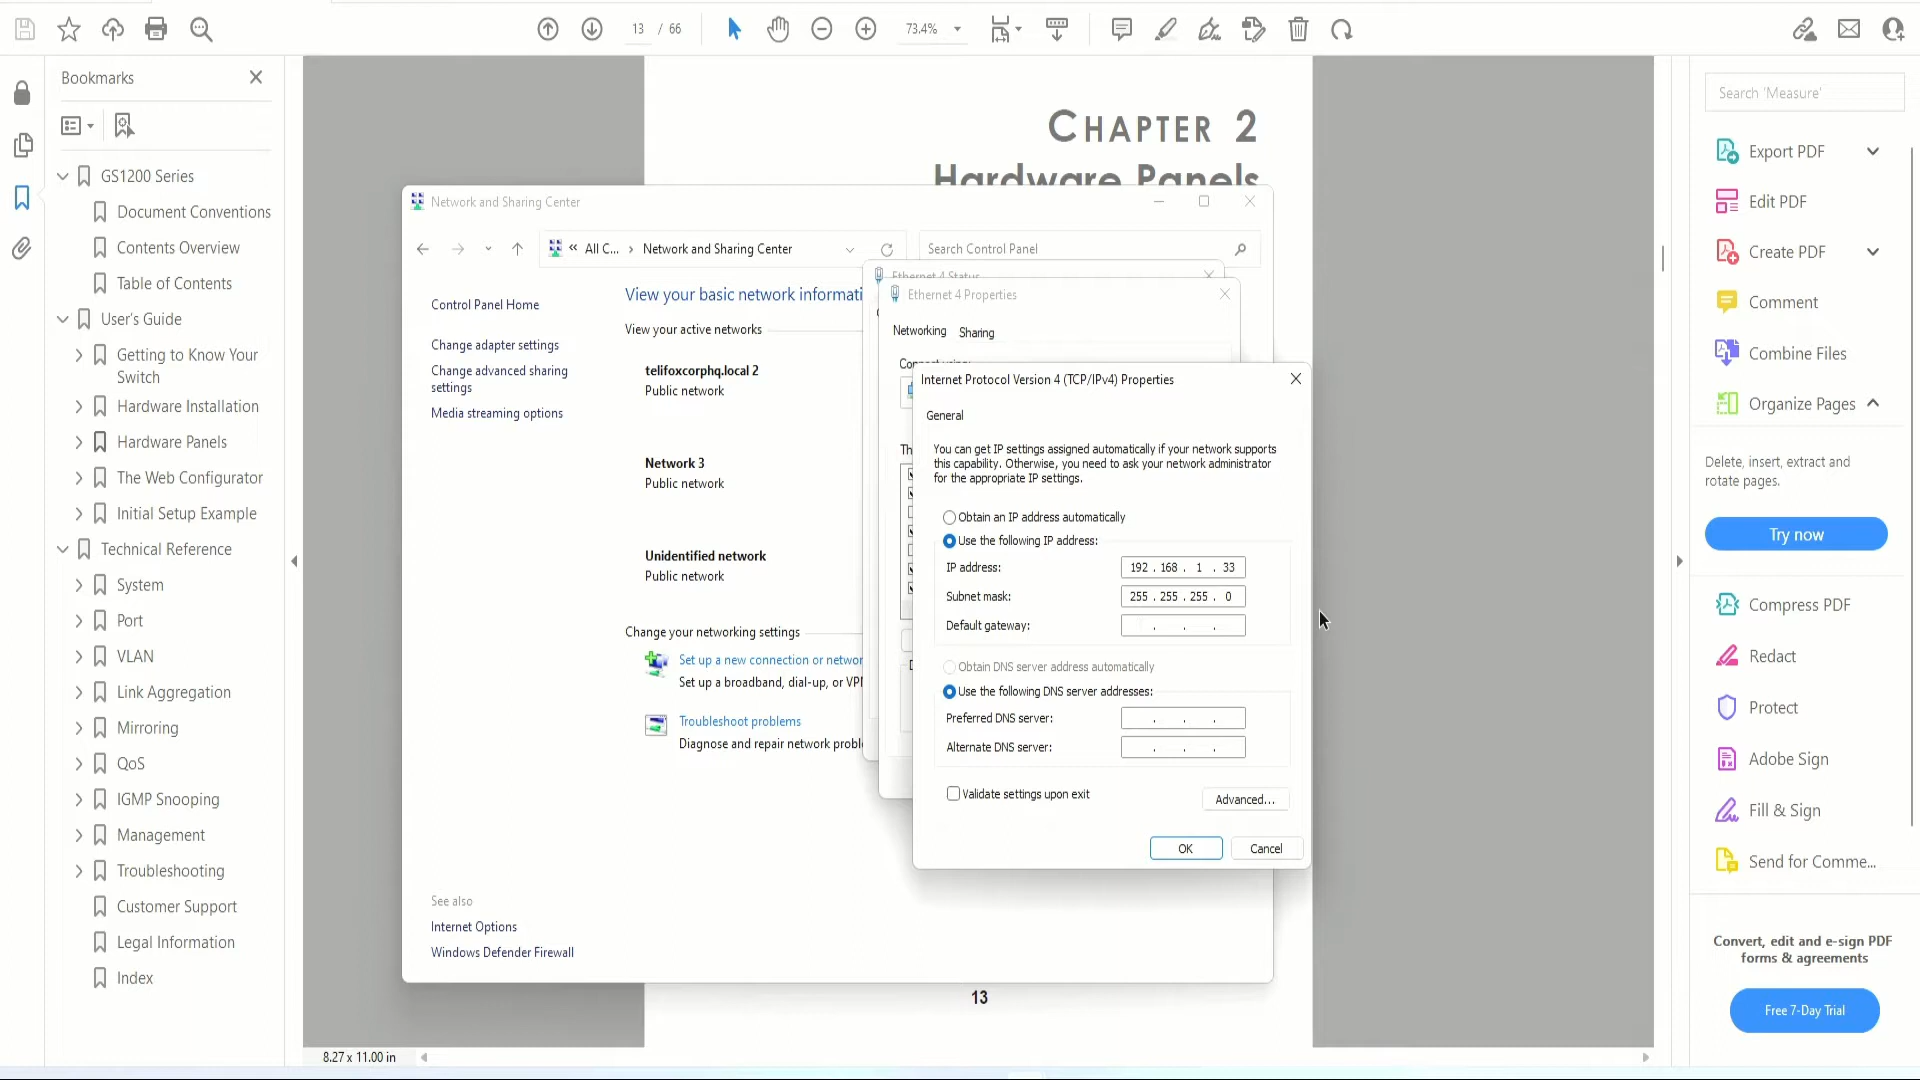 13 / 66
73.4%
Bookmarks
GS1200 Series
Document Conventions
Contents Overview
Table of Contents
User's Guide
Getting to Know Your
Switch
Hardware Installation
Hardware Panels
The Web Configurator
Initial Setup Example
Technical Reference
System
Port
VLAN
Link Aggregation
Mirroring
QoS
IGMP Snooping
Management
Troubleshooting
Customer Support
Legal Information
Index
CHAPTER 2
Hardware Panels
Network and Sharing Center
« All C... › Network and Sharing Center
Search Control Panel
Control Panel Home
Change adapter settings
Change advanced sharing
settings
Media streaming options
View your basic network informati
View your active networks
telifoxcorphq.local 2
Public network
Network 3
Public network
Unidentified network
Public network
Change your networking settings
Set up a new connection or networ
Set up a broadband, dial-up, or VPI
Troubleshoot problems
Diagnose and repair network proble
See also
Internet Options
Windows Defender Firewall
Ethernet 4 Status
Ethernet 4 Properties
Networking Sharing
Connect using:
Th
Internet Protocol Version 4 (TCP/IPv4) Properties
General
You can get IP settings assigned automatically if your network supports
this capability. Otherwise, you need to ask your network administrator
for the appropriate IP settings.
Obtain an IP address automatically
Use the following IP address:
IP address: 192 . 168 . 1 . 33
Subnet mask: 255 . 255 . 255 . 0
Default gateway: . . .
Obtain DNS server address automatically
Use the following DNS server addresses:
Preferred DNS server: . . .
Alternate DNS server: . . .
Validate settings upon exit
Advanced...
OK
Cancel
13
8.27 x 11.00 in
Search 'Measure'
Export PDF
Edit PDF
Create PDF
Comment
Combine Files
Organize Pages
Delete, insert, extract and
rotate pages.
Try now
Compress PDF
Redact
Protect
Adobe Sign
Fill & Sign
Send for Comme...
Convert, edit and e-sign PDF
forms & agreements
Free 7-Day Trial